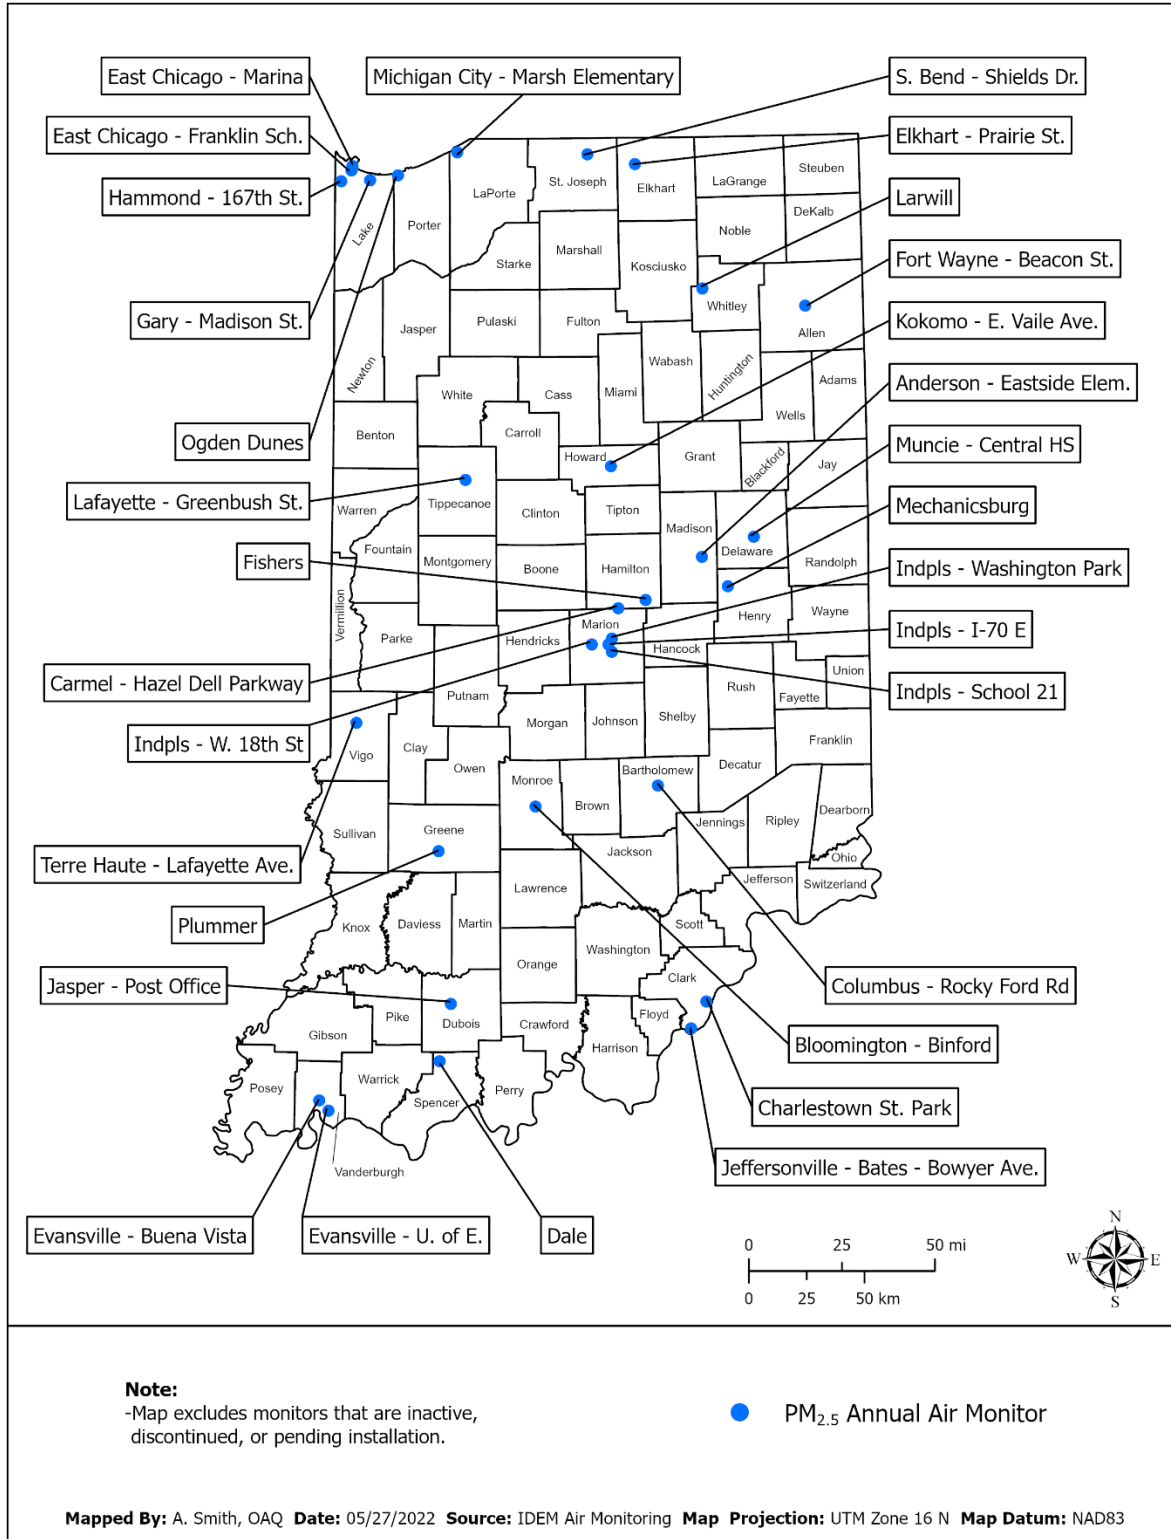 East Chicago - Marina
Michigan City - Marsh Elementary
S. Bend - Shields Dr.
East Chicago - Franklin Sch.
Elkhart - Prairie St.
Hammond - 167th St.
Larwill
Gary - Madison St.
Fort Wayne - Beacon St.
Kokomo - E. Vaile Ave.
Anderson - Eastside Elem.
Ogden Dunes
Muncie - Central HS
Lafayette - Greenbush St.
Mechanicsburg
Fishers
Indpls - Washington Park
Indpls - I-70 E
Carmel - Hazel Dell Parkway
Indpls - School 21
Indpls - W. 18th St
Terre Haute - Lafayette Ave.
Plummer
Jasper - Post Office
Columbus - Rocky Ford Rd
Bloomington - Binford
Charlestown St. Park
Jeffersonville - Bates - Bowyer Ave.
Evansville - Buena Vista
Evansville - U. of E.
Dale
Lake
Porter
LaPorte
St. Joseph
Elkhart
LaGrange
Steuben
DeKalb
Noble
Marshall
Starke
Kosciusko
Whitley
Allen
Newton
Jasper
Pulaski
Fulton
Wabash
Huntington
Miami
Cass
White
Carroll
Benton
Adams
Wells
Howard
Grant
Blackford
Jay
Warren
Tippecanoe
Clinton
Tipton
Madison
Delaware
Randolph
Fountain
Montgomery
Boone
Hamilton
Vermillion
Parke
Hendricks
Marion
Hancock
Henry
Wayne
Putnam
Rush
Fayette
Union
Vigo
Clay
Owen
Morgan
Johnson
Shelby
Franklin
Decatur
Monroe
Brown
Bartholomew
Sullivan
Greene
Jennings
Ripley
Dearborn
Ohio
Jackson
Lawrence
Jefferson
Switzerland
Knox
Daviess
Martin
Scott
Washington
Orange
Clark
Gibson
Pike
Dubois
Crawford
Floyd
Harrison
Posey
Warrick
Spencer
Perry
Vanderburgh
0 25 50 mi
0 25 50 km
N
W E
S
Note:
-Map excludes monitors that are inactive,
discontinued, or pending installation.
PM2.5 Annual Air Monitor
Mapped By: A. Smith, OAQ Date: 05/27/2022 Source: IDEM Air Monitoring Map Projection: UTM Zone 16 N Map Datum: NAD83